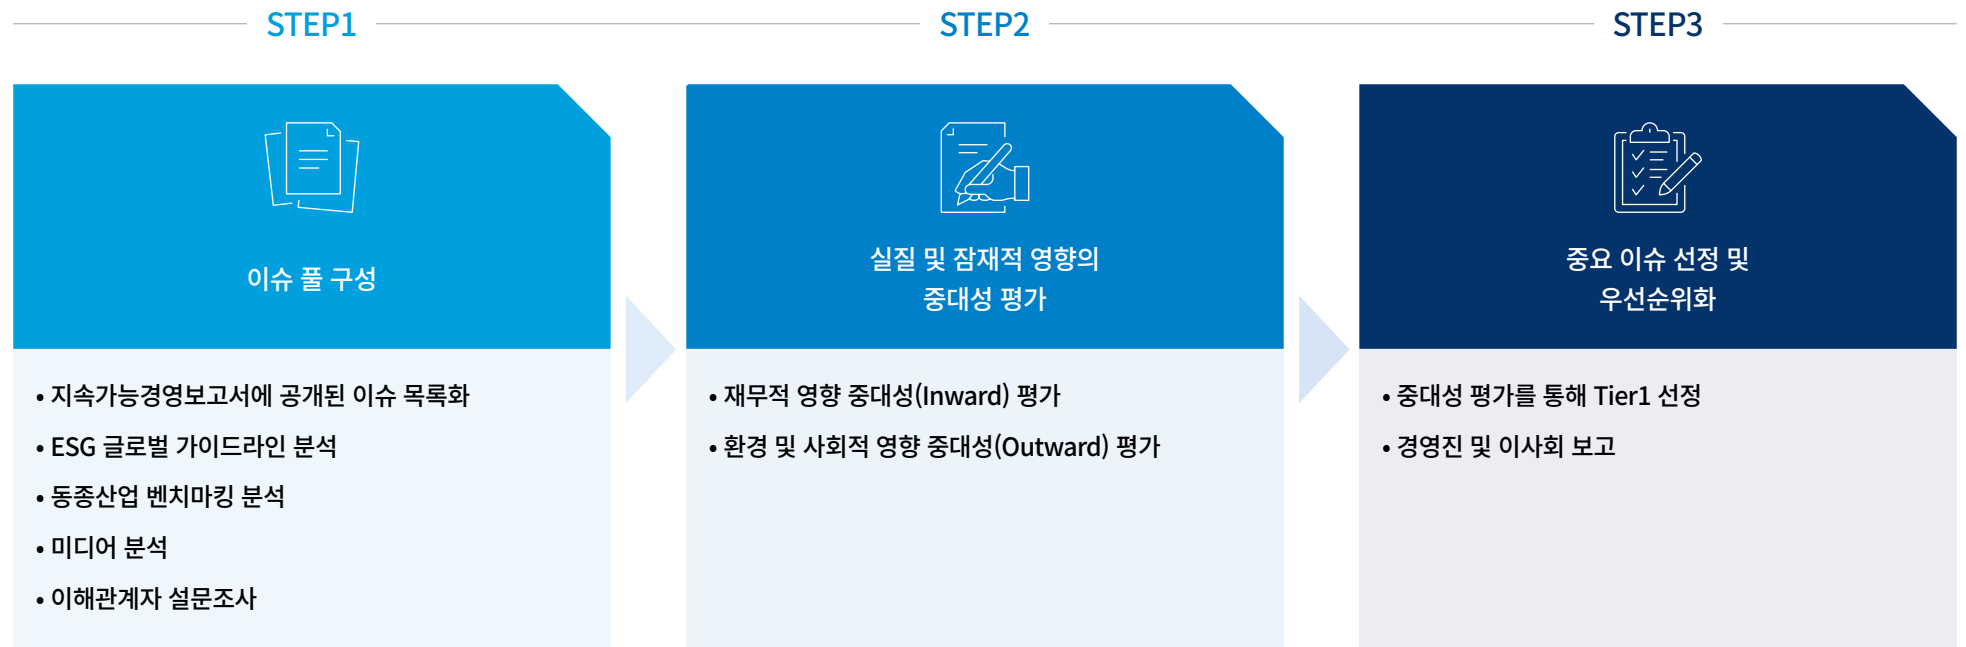 STEP1
이슈 풀 구성
• 지속가능경영보고서에 공개된 이슈 목록화
• ESG 글로벌 가이드라인 분석
• 동종산업 벤치마킹 분석
• 미디어 분석
• 이해관계자 설문조사
STEP2
실질 및 잠재적 영향의
중대성 평가
• 재무적 영향 중대성(Inward) 평가
• 환경 및 사회적 영향 중대성(Outward) 평가
STEP3
중요 이슈 선정 및
우선순위화
• 중대성 평가를 통해 Tier1 선정
• 경영진 및 이사회 보고